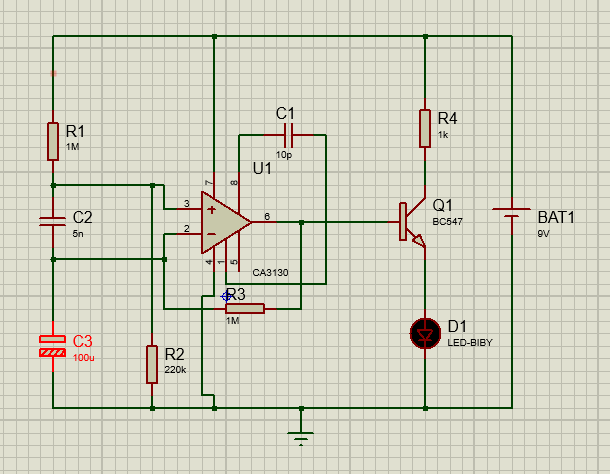 C1
10p
R1
1M
R4
1k
U1
7
8
3
+
6
2
−
4
1
5
CA3130
C2
5n
Q1
BC547
BAT1
9V
R3
1M
C3
100u
R2
220k
D1
LED-BIBY